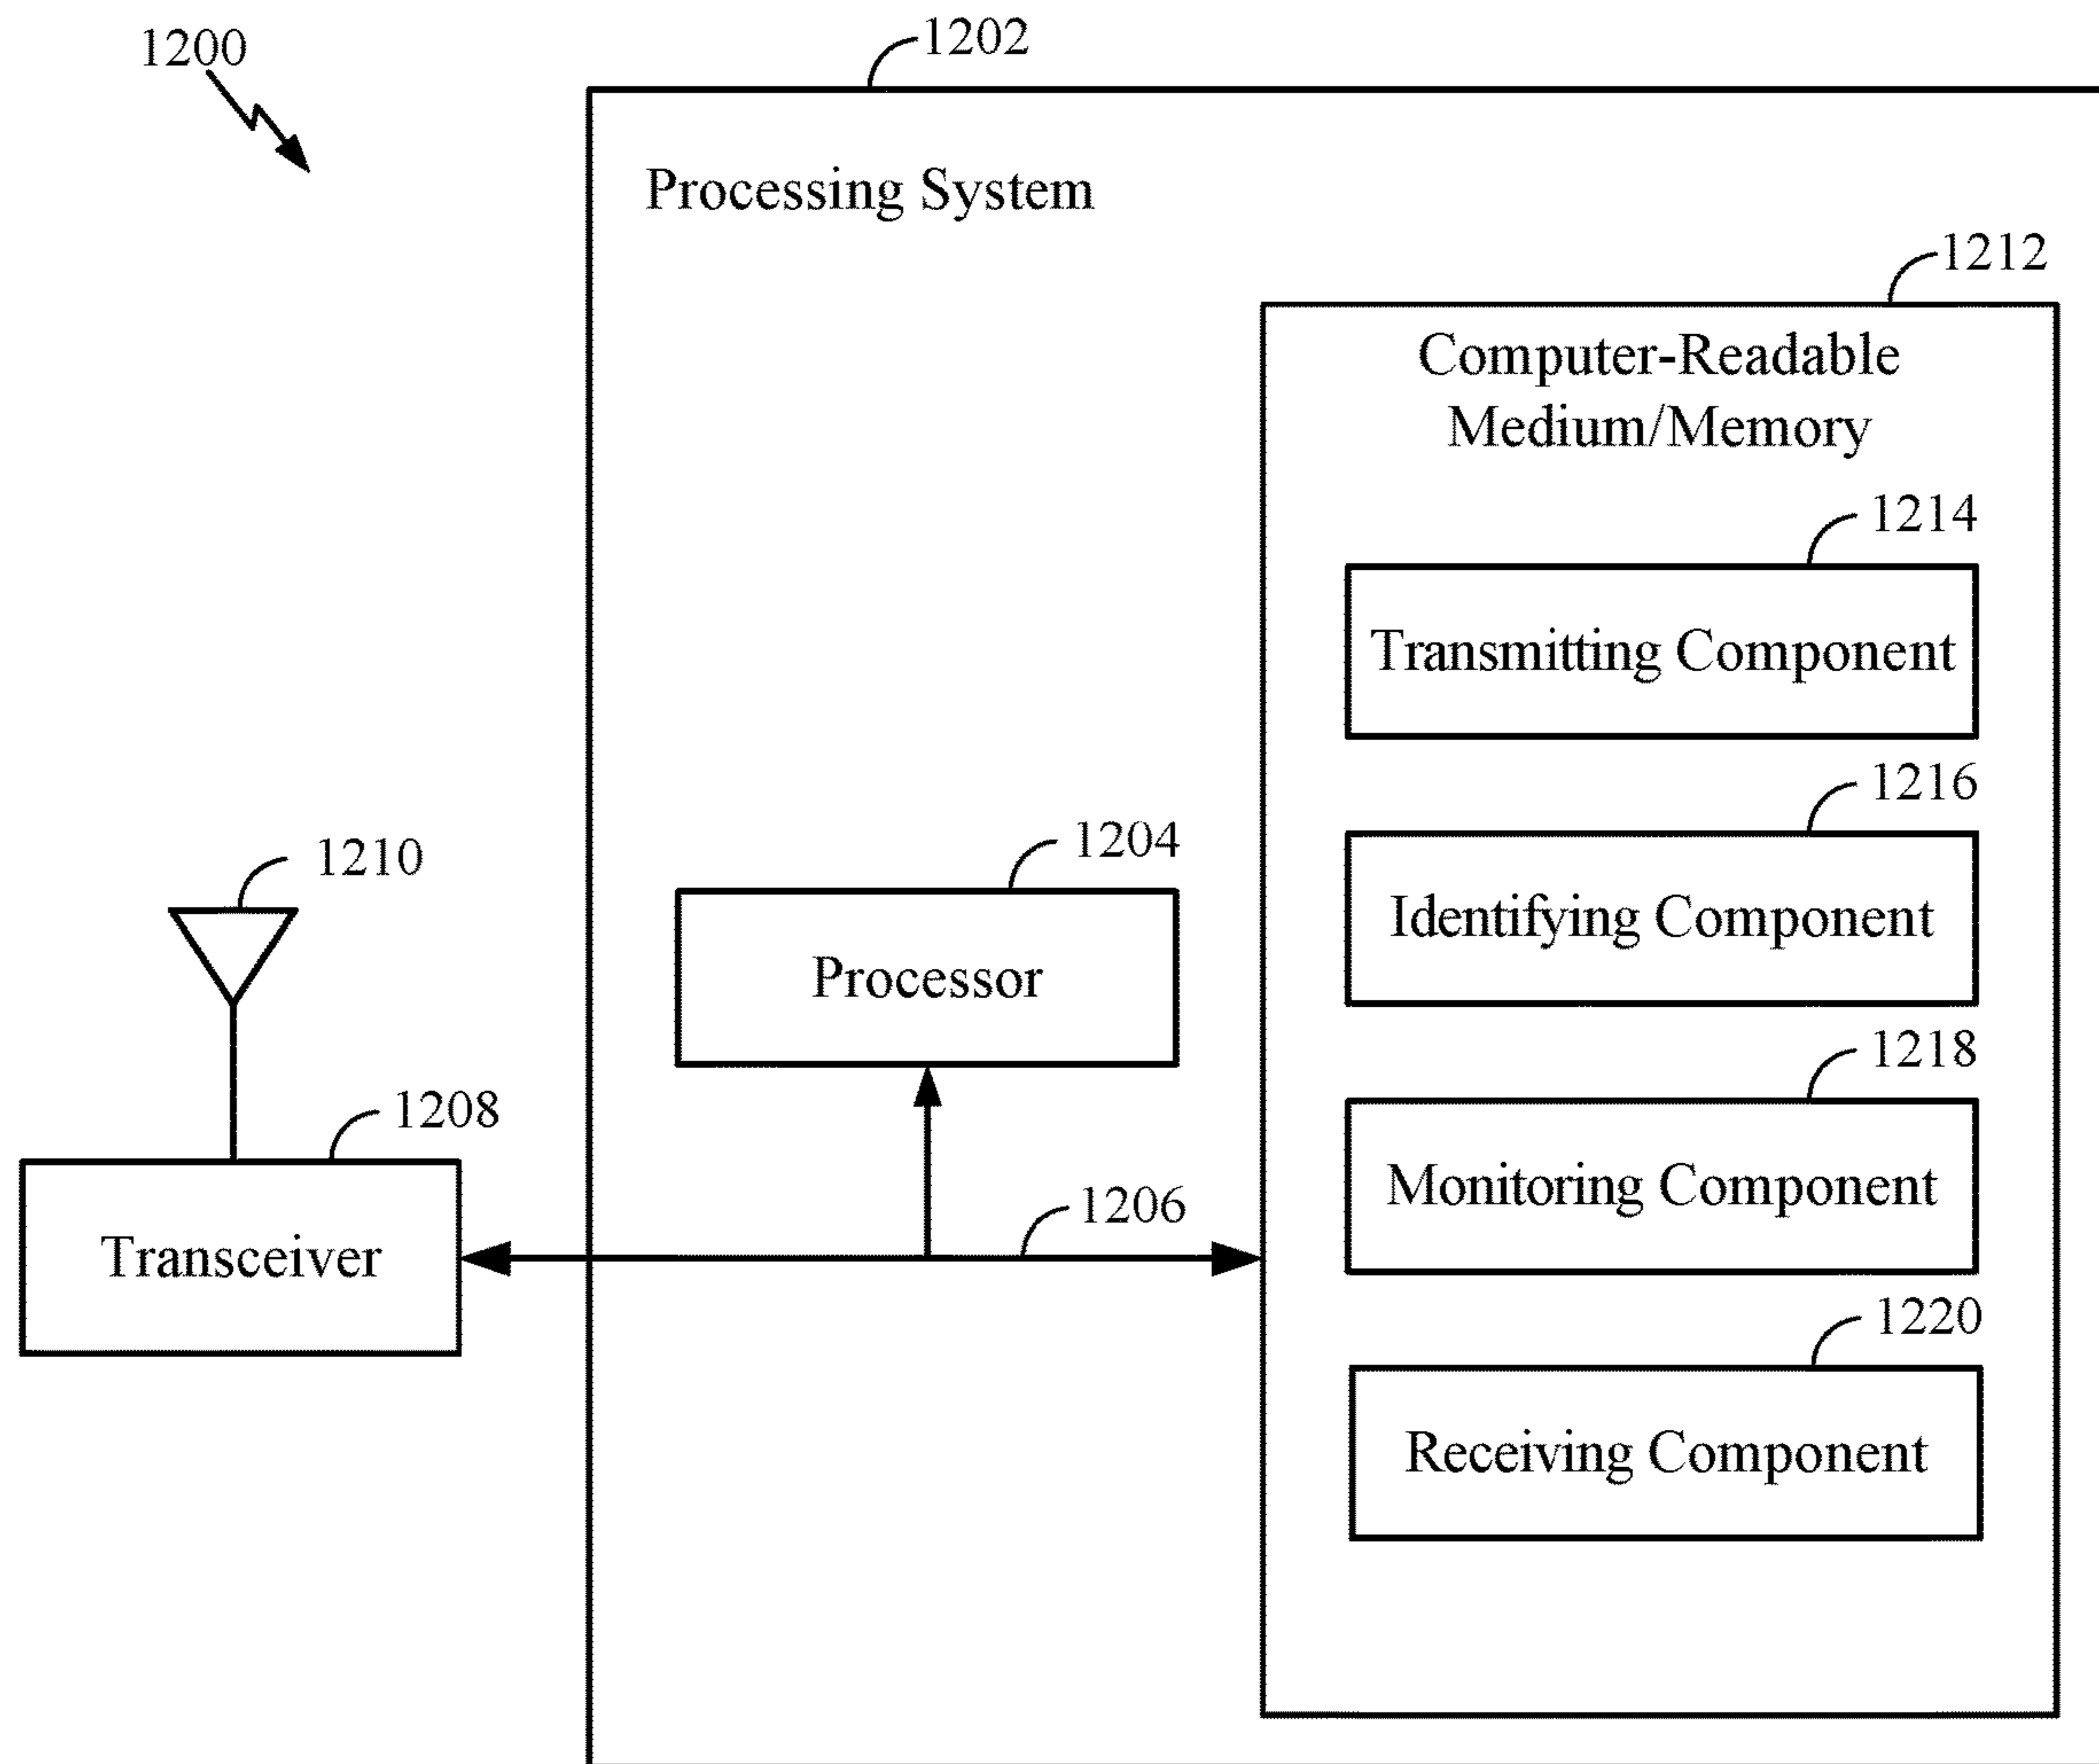 1200
1202
Processing System
1212
Computer-Readable
Medium/Memory
1214
Transmitting Component
1216
Identifying Component
1204
Processor
1210
1218
Monitoring Component
1208
Transceiver
1206
1220
Receiving Component